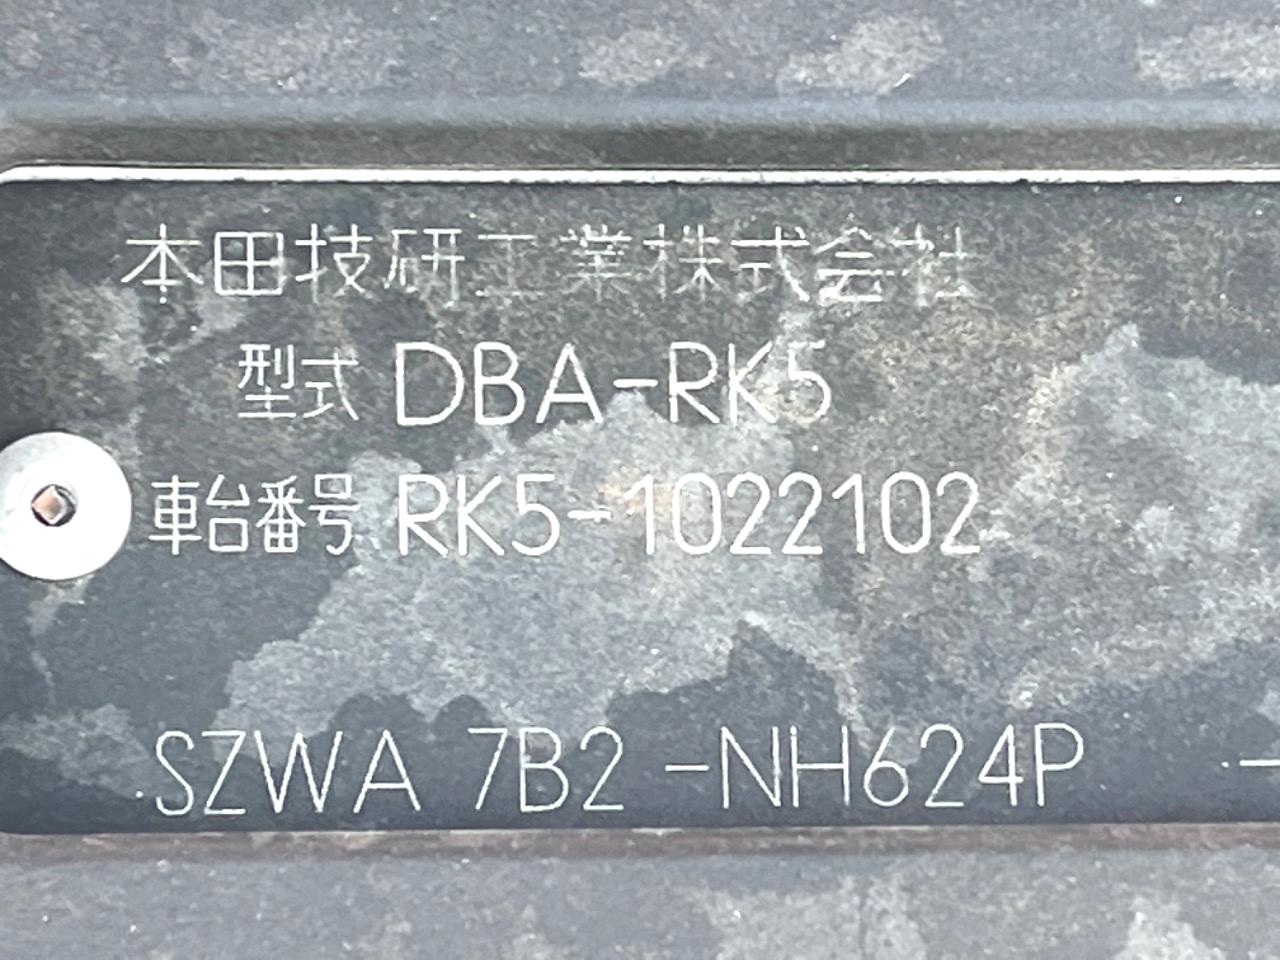 本田技研工業株式会社
型式 DBA-RK5
車台番号 RK5-1022102
SZWA 7B2 -NH624P -